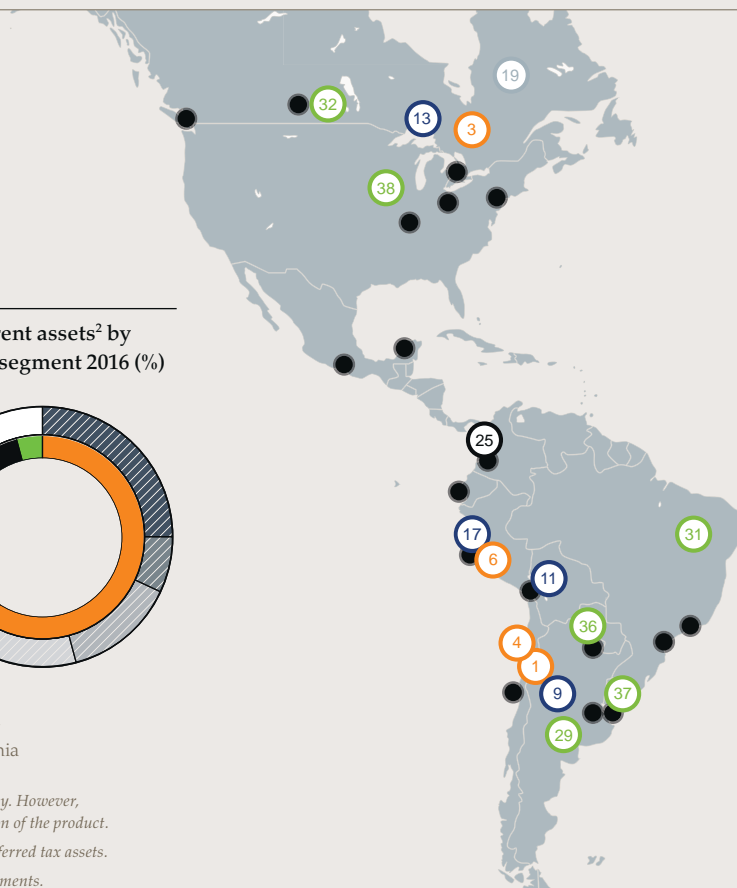 19
32
13
3
38
rent assets² by
segment 2016 (%)
25
17
31
6
11
36
4
1
9
37
29
nia
y. However,
n of the product.
ferred tax assets.
ments.